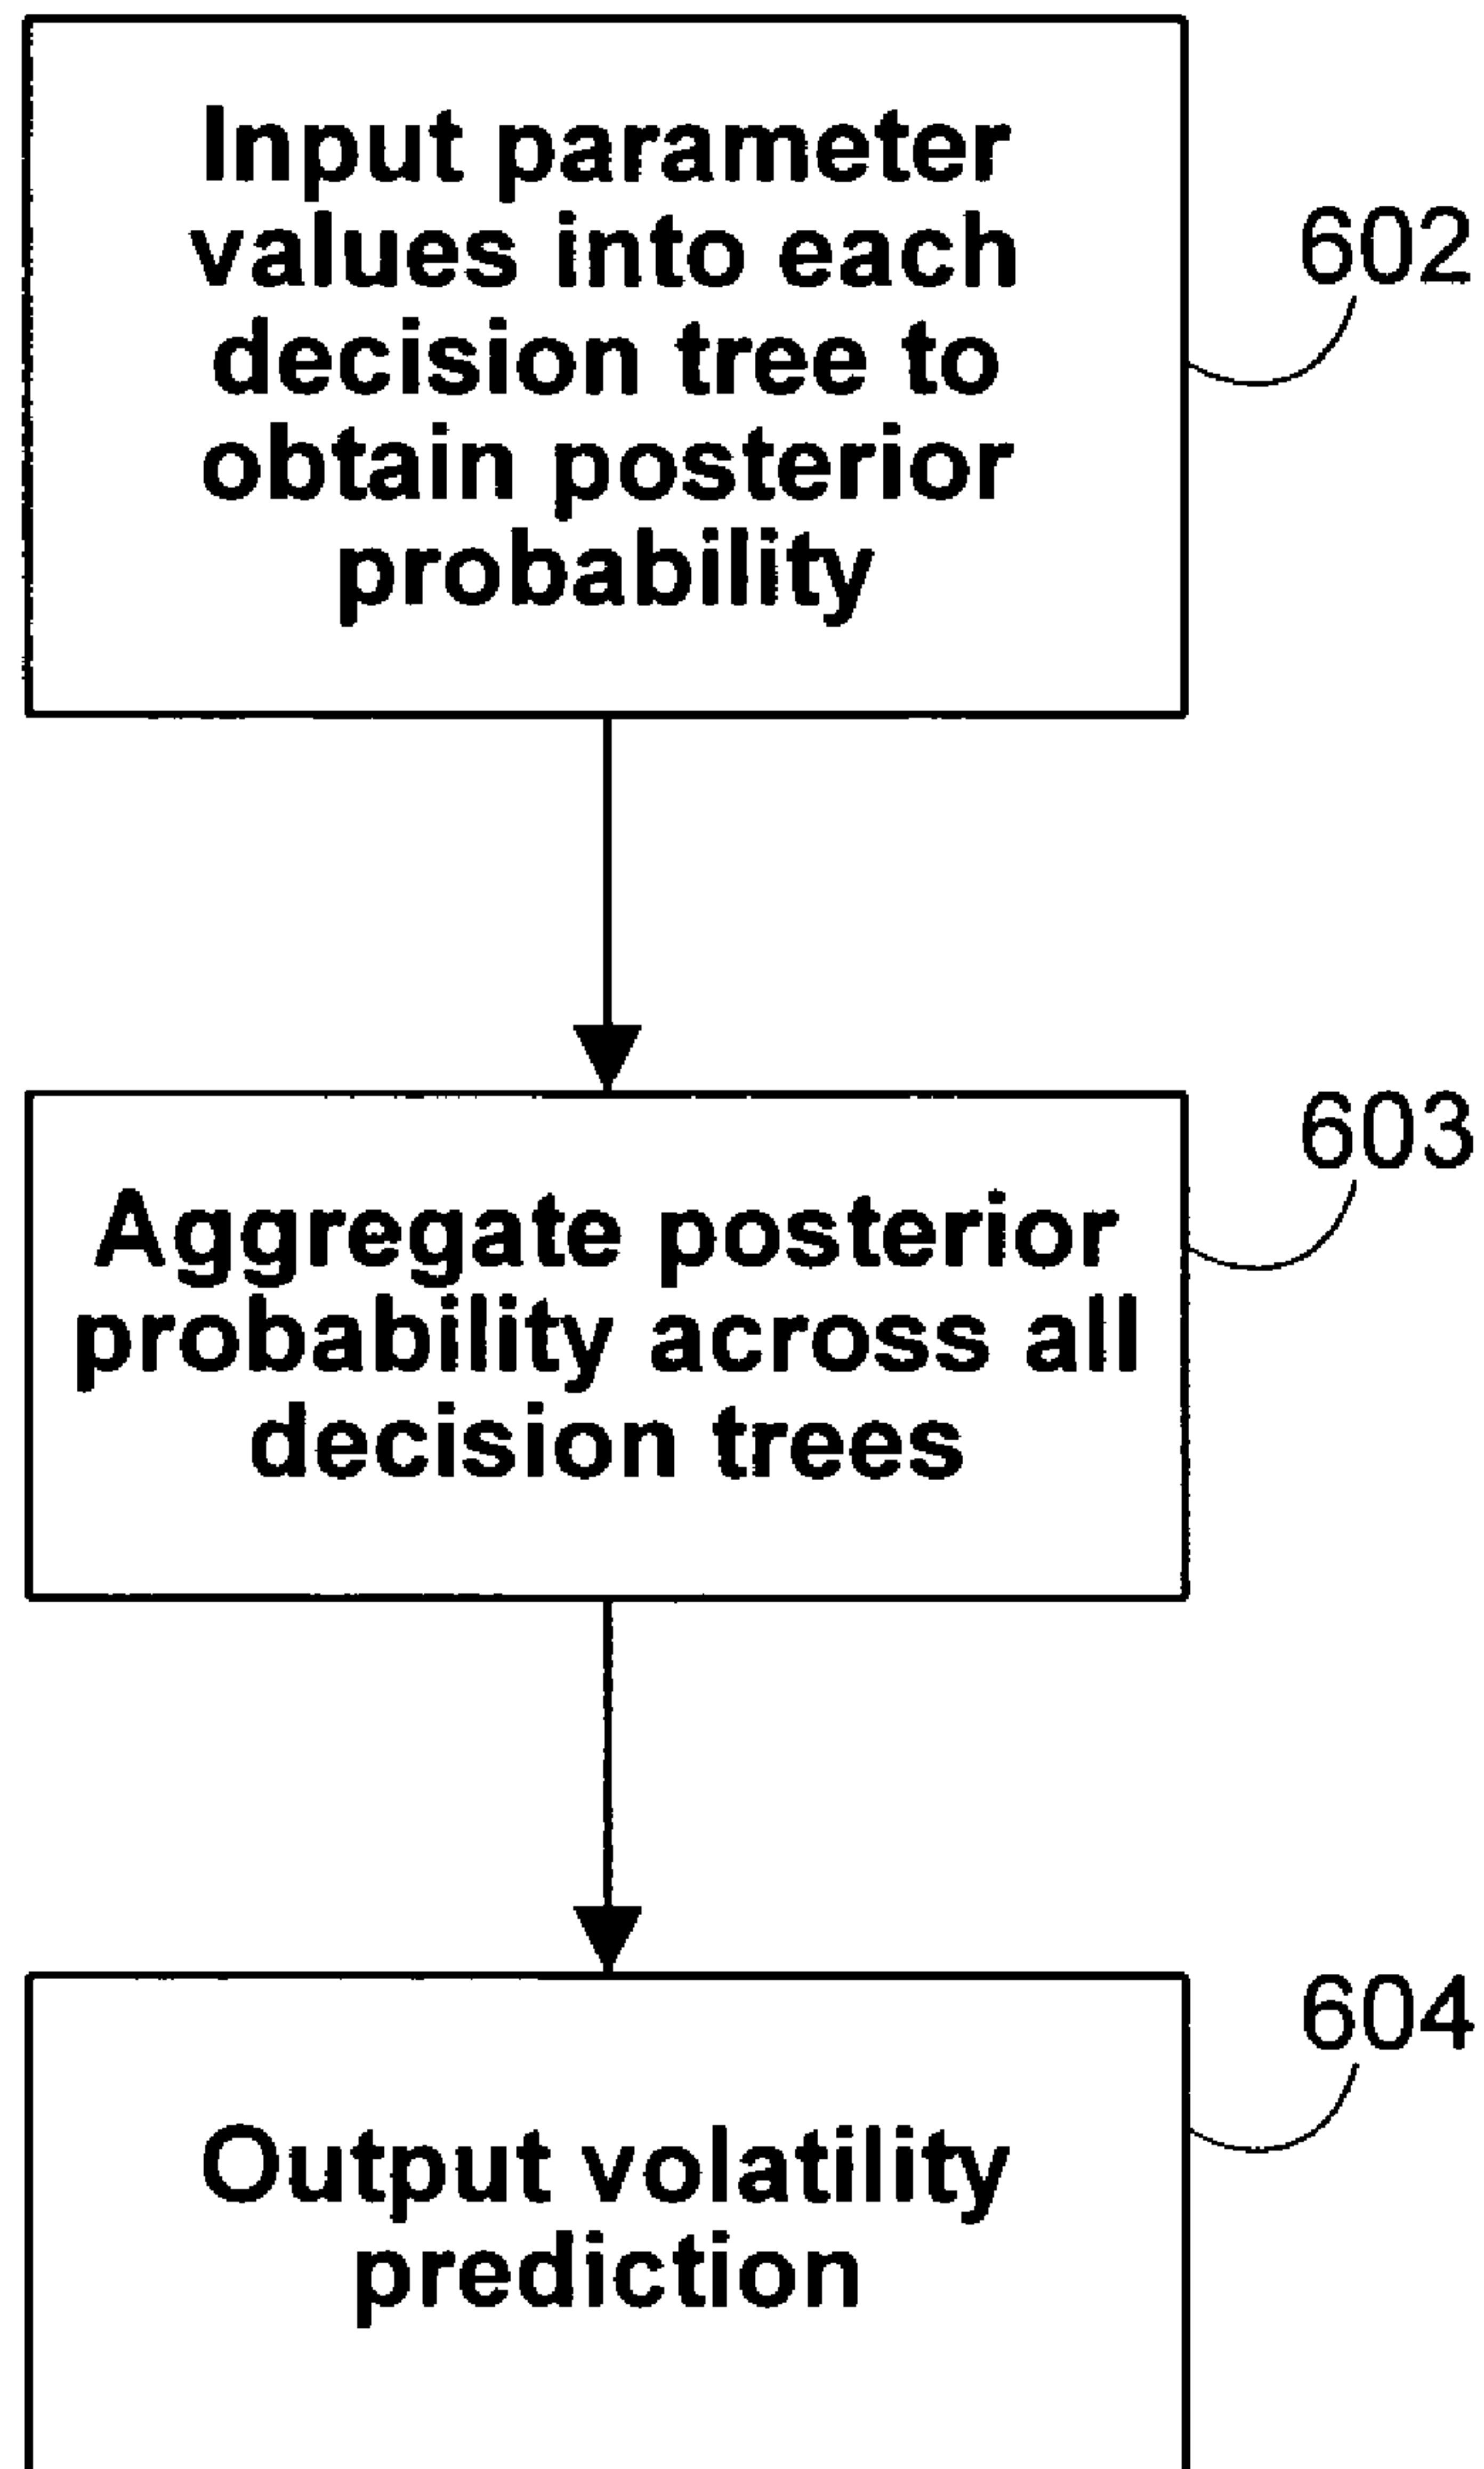 Input parameter
values into each
decision tree to
obtain posterior
probability
602
Aggregate posterior
probability across all
decision trees
603
Output volatility
prediction
604